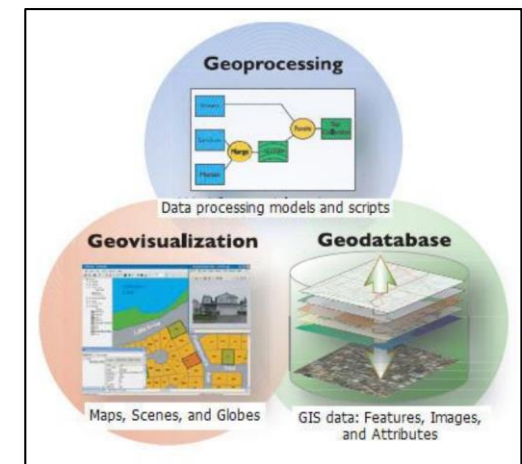 Geoprocessing
Merge
Data processing models and scripts
Geovisualization
Geodatabase
Maps, Scenes, and Globes
GIS data: Features, Images,
and Attributes